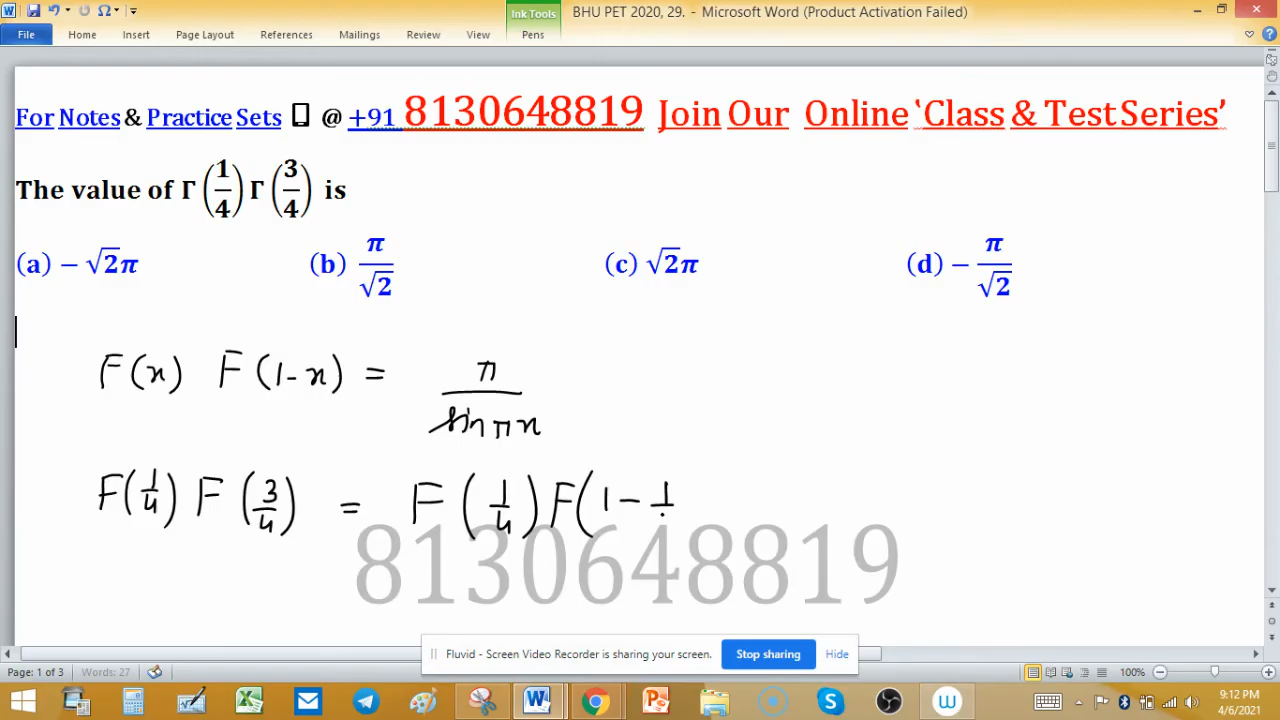 Ink Tools
BHU PET 2020, 29. - Microsoft Word (Product Activation Failed)
File Home Insert Page Layout References Mailings Review View Pens
For Notes & Practice Sets @ +91 8130648819 Join Our Online 'Class & Test Series'
The value of Γ(1/4) Γ(3/4) is
(a) − √2π (b) π/√2 (c) √2π (d) − π/√2
Γ(x) Γ(1-x) = π/sin πx
Γ(1/4) Γ(3/4) = Γ(1/4) Γ(1 - 1
8130648819
Fluvid - Screen Video Recorder is sharing your screen. Stop sharing Hide
Page: 1 of 3 Words: 27 100%
9:12 PM
4/6/2021